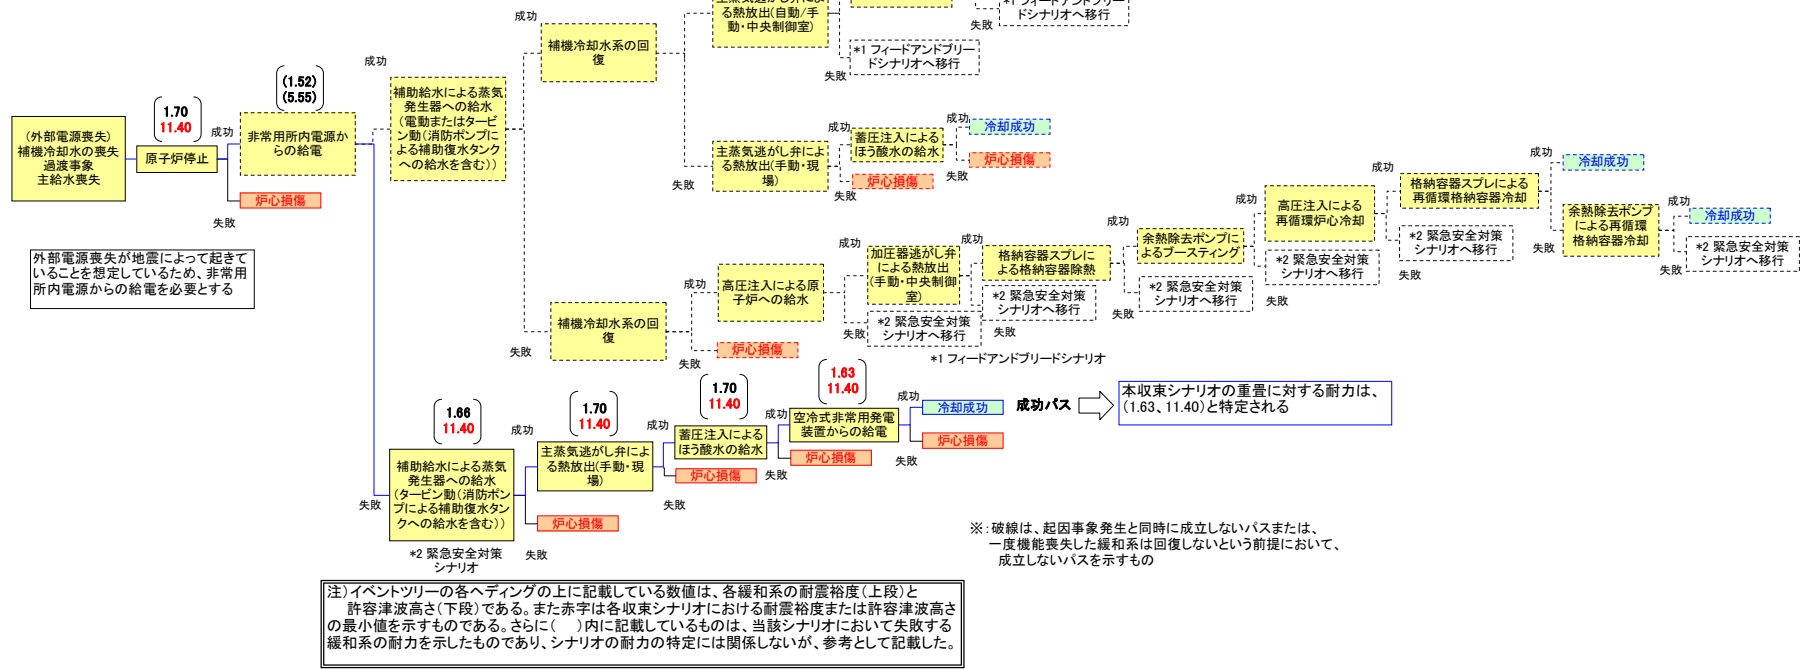 主蒸気逃がし弁によ
る熱放出(自動/手
動・中央制御室)
*1 フィードアンドブリー
ドシナリオへ移行
失敗
成功
補機冷却水系の回
復
*1 フィードアンドブリー
ドシナリオへ移行
失敗
成功
(1.52)
(5.55)
1.70
11.40
補助給水による蒸気
発生器への給水
(電動またはタービ
ン動(消防ポンプに
よる補助復水タンク
への給水を含む))
(外部電源喪失)
補機冷却水の喪失
過渡事象
主給水喪失
原子炉停止
成功
非常用所内電源か
らの給電
炉心損傷
失敗
主蒸気逃がし弁によ
る熱放出(手動・現
場)
失敗
成功
蓄圧注入による
ほう酸水の給水
炉心損傷
失敗
成功
冷却成功
炉心損傷
失敗
外部電源喪失が地震によって起きて
いることを想定しているため、非常用
所内電源からの給電を必要とする
補機冷却水系の回
復
失敗
成功
高圧注入による原
子炉への給水
炉心損傷
失敗
成功
加圧器逃がし弁
による熱放出
(手動・中央制御
室)
*2 緊急安全対策
シナリオへ移行
失敗
成功
格納容器スプレに
よる格納容器除熱
*2 緊急安全対策
シナリオへ移行
失敗
成功
余熱除去ポンプに
よるブースティング
*2 緊急安全対策
シナリオへ移行
失敗
成功
高圧注入による
再循環炉心冷却
*2 緊急安全対策
シナリオへ移行
失敗
成功
格納容器スプレによる
再循環格納容器冷却
*2 緊急安全対策
シナリオへ移行
失敗
成功
冷却成功
余熱除去ポンプ
による再循環
格納容器冷却
失敗
成功
冷却成功
*2 緊急安全対策
シナリオへ移行
失敗
*1 フィードアンドブリードシナリオ
1.66
11.40
補助給水による蒸気
発生器への給水
(タービン動(消防ポン
プによる補助復水タン
クへの給水を含む))
失敗
*2 緊急安全対策
シナリオ
1.70
11.40
成功
主蒸気逃がし弁によ
る熱放出(手動・現
場)
炉心損傷
失敗
1.70
11.40
成功
蓄圧注入による
ほう酸水の給水
炉心損傷
失敗
1.63
11.40
成功
空冷式非常用発電
装置からの給電
炉心損傷
失敗
成功
冷却成功
炉心損傷
失敗
成功パス
本収束シナリオの重畳に対する耐力は、
(1.63、11.40)と特定される
※:破線は、起因事象発生と同時に成立しないパスまたは、
一度機能喪失した緩和系は回復しないという前提において、
成立しないパスを示すもの
注)イベントツリーの各ヘディングの上に記載している数値は、各緩和系の耐震裕度(上段)と
許容津波高さ(下段)である。また赤字は各収束シナリオにおける耐震裕度または許容津波高さ
の最小値を示すものである。さらに(　)内に記載しているものは、当該シナリオにおいて失敗する
緩和系の耐力を示したものであり、シナリオの耐力の特定には関係しないが、参考として記載した。